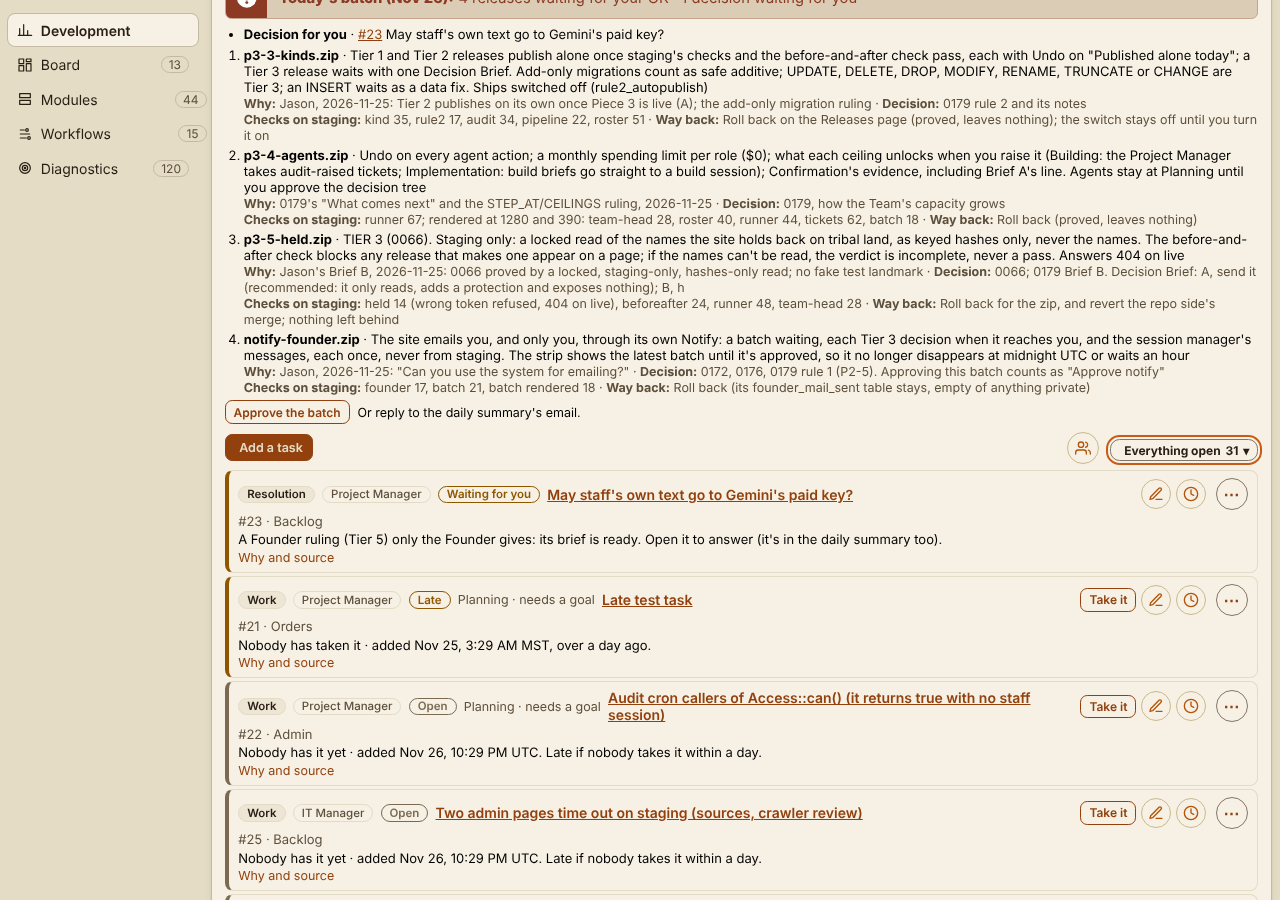 Today's batch (Nov 26): 4 releases waiting for your OK · 1 decision waiting for you
Development
Board 13
Modules 44
Workflows 15
Diagnostics 120
• Decision for you · #23 May staff's own text go to Gemini's paid key?
1. p3-3-kinds.zip · Tier 1 and Tier 2 releases publish alone once staging's checks and the before-and-after check pass, each with Undo on "Published alone today"; a
Tier 3 release waits with one Decision Brief. Add-only migrations count as safe additive; UPDATE, DELETE, DROP, MODIFY, RENAME, TRUNCATE or CHANGE are
Tier 3; an INSERT waits as a data fix. Ships switched off (rule2_autopublish)
Why: Jason, 2026-11-25: Tier 2 publishes on its own once Piece 3 is live (A); the add-only migration ruling · Decision: 0179 rule 2 and its notes
Checks on staging: kind 35, rule2 17, audit 34, pipeline 22, roster 51 · Way back: Roll back on the Releases page (proved, leaves nothing); the switch stays off until you turn
it on
2. p3-4-agents.zip · Undo on every agent action; a monthly spending limit per role ($0); what each ceiling unlocks when you raise it (Building: the Project Manager
takes audit-raised tickets; Implementation: build briefs go straight to a build session); Confirmation's evidence, including Brief A's line. Agents stay at Planning until
you approve the decision tree
Why: 0179's "What comes next" and the STEP_AT/CEILINGS ruling, 2026-11-25 · Decision: 0179, how the Team's capacity grows
Checks on staging: runner 67; rendered at 1280 and 390: team-head 28, roster 40, runner 44, tickets 62, batch 18 · Way back: Roll back (proved, leaves nothing)
3. p3-5-held.zip · TIER 3 (0066). Staging only: a locked read of the names the site holds back on tribal land, as keyed hashes only, never the names. The before-and-
after check blocks any release that makes one appear on a page; if the names can't be read, the verdict is incomplete, never a pass. Answers 404 on live
Why: Jason's Brief B, 2026-11-25: 0066 proved by a locked, staging-only, hashes-only read; no fake test landmark · Decision: 0066; 0179 Brief B. Decision Brief: A, send it
(recommended: it only reads, adds a protection and exposes nothing); B, h
Checks on staging: held 14 (wrong token refused, 404 on live), beforeafter 24, runner 48, team-head 28 · Way back: Roll back for the zip, and revert the repo side's
merge; nothing left behind
4. notify-founder.zip · The site emails you, and only you, through its own Notify: a batch waiting, each Tier 3 decision when it reaches you, and the session manager's
messages, each once, never from staging. The strip shows the latest batch until it's approved, so it no longer disappears at midnight UTC or waits an hour
Why: Jason, 2026-11-25: "Can you use the system for emailing?" · Decision: 0172, 0176, 0179 rule 1 (P2-5). Approving this batch counts as "Approve notify"
Checks on staging: founder 17, batch 21, batch rendered 18 · Way back: Roll back (its founder_mail_sent table stays, empty of anything private)
Approve the batch Or reply to the daily summary's email.
Add a task Everything open 31 ▾
Resolution Project Manager Waiting for you May staff's own text go to Gemini's paid key? ···
#23 · Backlog
A Founder ruling (Tier 5) only the Founder gives: its brief is ready. Open it to answer (it's in the daily summary too).
Why and source
Work Project Manager Late Planning · needs a goal Late test task Take it ···
#21 · Orders
Nobody has taken it · added Nov 25, 3:29 AM MST, over a day ago.
Why and source
Work Project Manager Open Planning · needs a goal Audit cron callers of Access::can() (it returns true with no staff
session) Take it ···
#22 · Admin
Nobody has it yet · added Nov 26, 10:29 PM UTC. Late if nobody takes it within a day.
Why and source
Work IT Manager Open Two admin pages time out on staging (sources, crawler review) Take it ···
#25 · Backlog
Nobody has it yet · added Nov 26, 10:29 PM UTC. Late if nobody takes it within a day.
Why and source